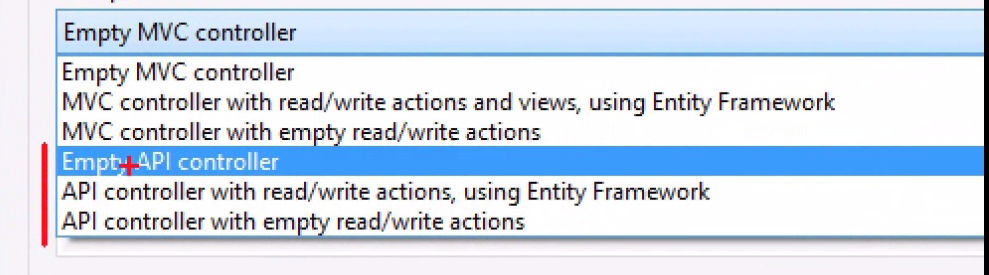 Empty MVC controller
Empty MVC controller
MVC controller with read/write actions and views, using Entity Framework
MVC controller with empty read/write actions
Empty API controller
API controller with read/write actions, using Entity Framework
API controller with empty read/write actions